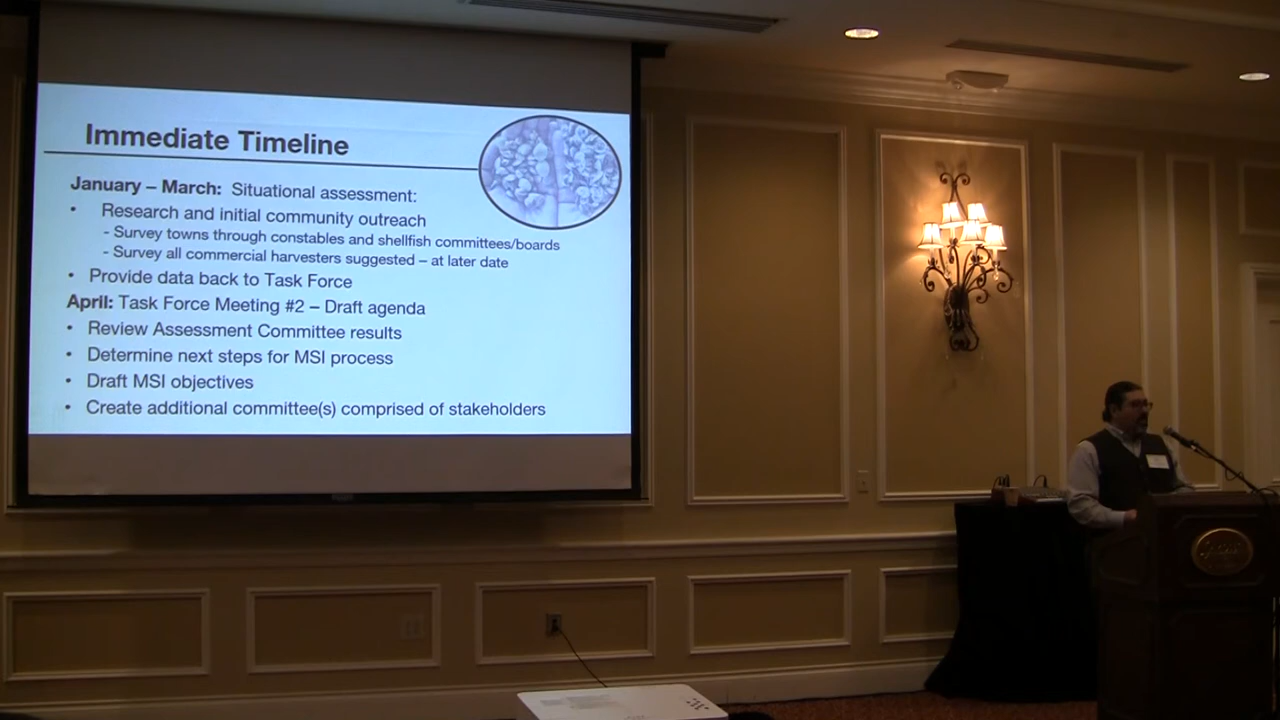 Immediate Timeline
January – March: Situational assessment:
• Research and initial community outreach
- Survey towns through constables and shellfish committees/boards
- Survey all commercial harvesters suggested – at later date
• Provide data back to Task Force
April: Task Force Meeting #2 – Draft agenda
• Review Assessment Committee results
• Determine next steps for MSI process
• Draft MSI objectives
• Create additional committee(s) comprised of stakeholders